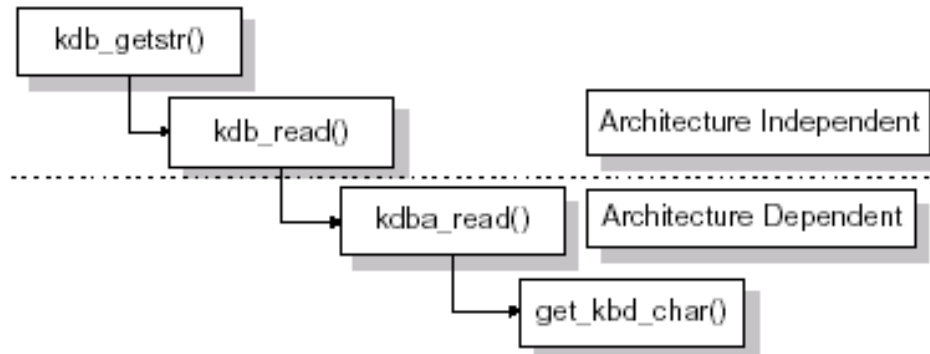 kdb_getstr()
kdb_read()
Architecture Independent
kdba_read()
Architecture Dependent
get_kbd_char()